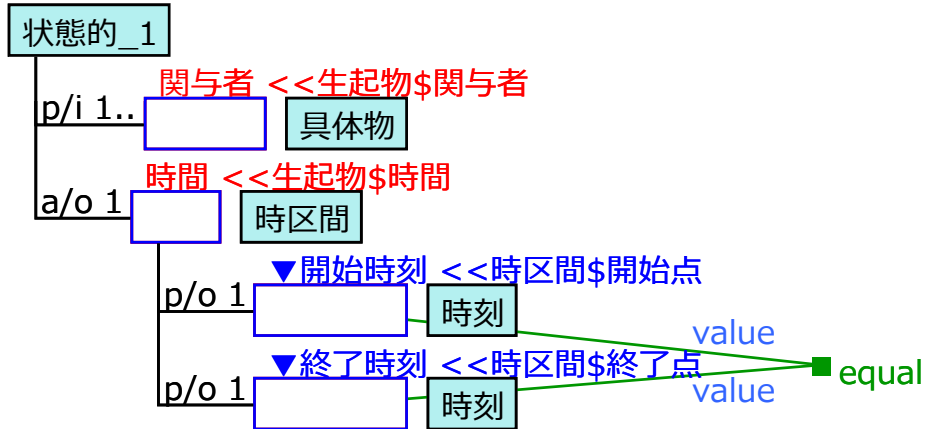 状態的_1
関与者 <<生起物$関与者
p/i 1..
具体物
時間 <<生起物$時間
a/o 1
時区間
▼開始時刻 <<時区間$開始点
p/o 1
時刻
value
▼終了時刻 <<時区間$終了点
equal
p/o 1
時刻
value